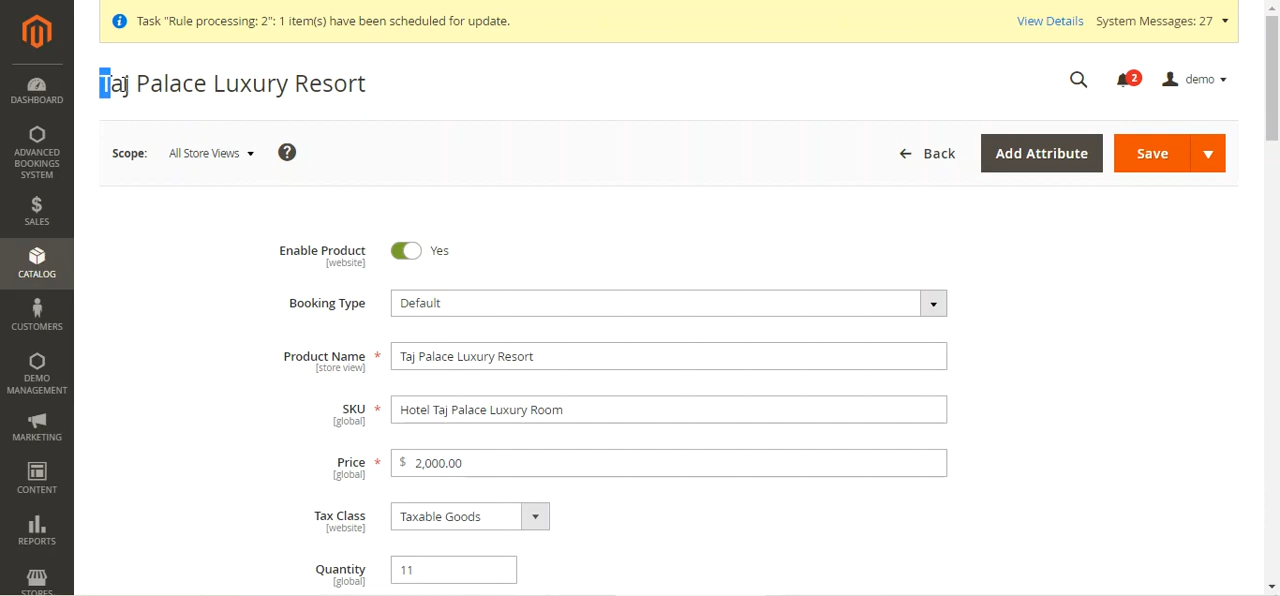 Task "Rule processing: 2": 1 item(s) have been scheduled for update. View Details System Messages: 27
Taj Palace Luxury Resort
2
demo
Scope: All Store Views ? Back Add Attribute Save
DASHBOARD
ADVANCED
BOOKINGS
SYSTEM
$
SALES
CATALOG
CUSTOMERS
DEMO
MANAGEMENT
MARKETING
CONTENT
REPORTS
STORES
Enable Product Yes
[website]
Booking Type Default
Product Name * Taj Palace Luxury Resort
[store view]
SKU * Hotel Taj Palace Luxury Room
[global]
Price * $ 2,000.00
[global]
Tax Class Taxable Goods
[website]
Quantity 11
[global]